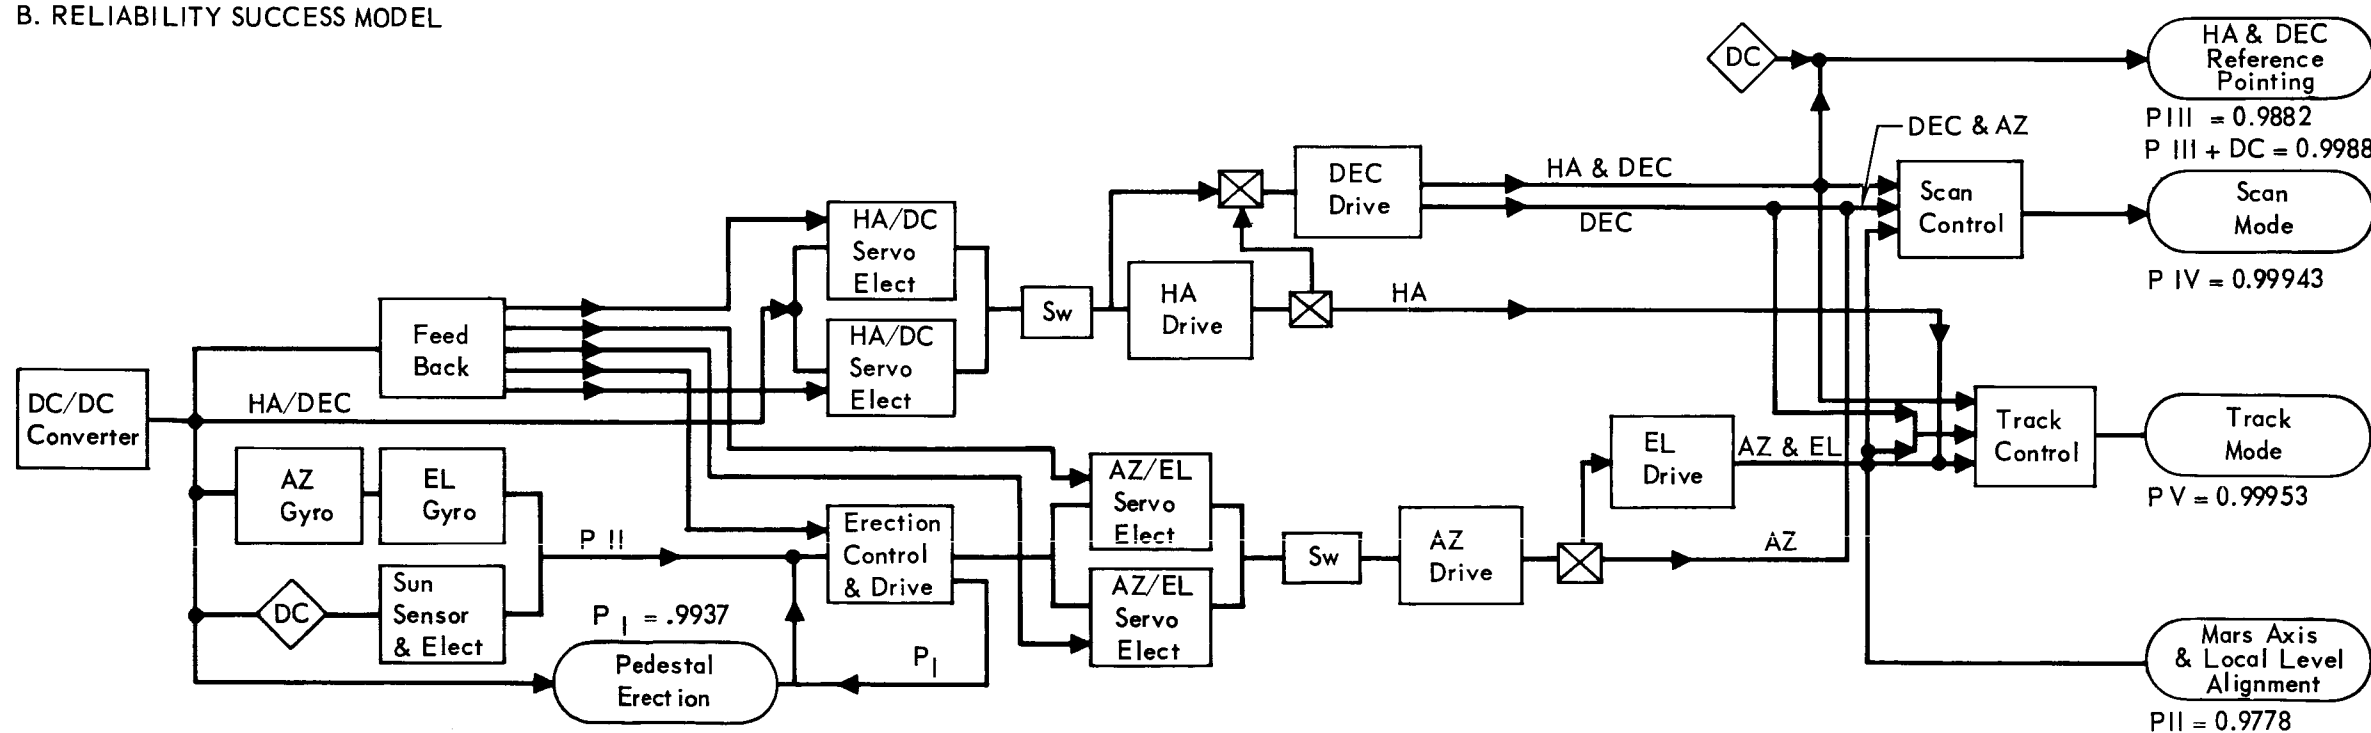 B. RELIABILITY SUCCESS MODEL
DC
HA & DEC
Reference
Pointing
PIII = 0.9882
P III + DC = 0.9988
DEC & AZ
HA & DEC
DEC
Drive
DEC
Scan
Control
Scan
Mode
P IV = 0.99943
HA/DC
Servo
Elect
HA/DC
Servo
Elect
Sw
HA
Drive
HA
Feed
Back
DC/DC
Converter
HA/DEC
AZ
Gyro
EL
Gyro
P II
DC
Sun
Sensor
& Elect
P I = .9937
Pedestal
Erection
Erection
Control
& Drive
P I
AZ/EL
Servo
Elect
AZ/EL
Servo
Elect
Sw
AZ
Drive
EL
Drive
AZ & EL
AZ
Track
Control
Track
Mode
P V = 0.99953
Mars Axis
& Local Level
Alignment
PII = 0.9778